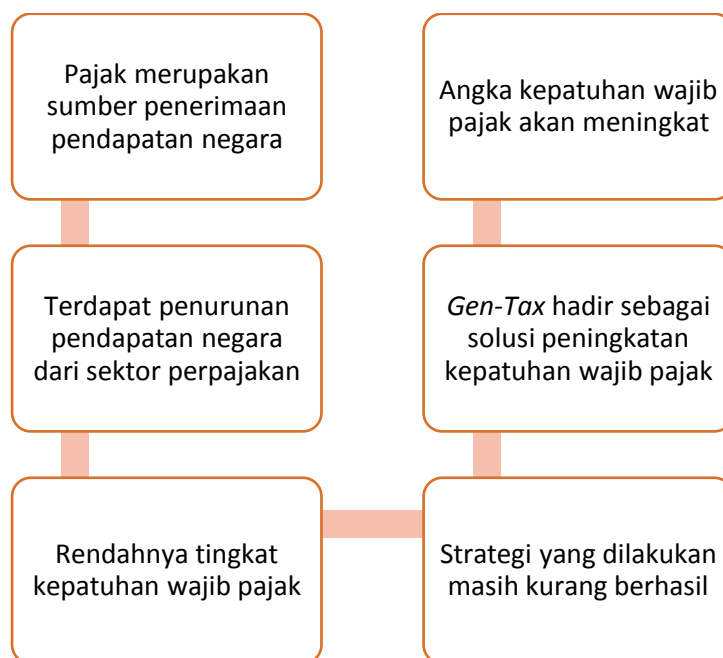 Pajak merupakan
sumber penerimaan
pendapatan negara
Terdapat penurunan
pendapatan negara
dari sektor perpajakan
Rendahnya tingkat
kepatuhan wajib pajak
Strategi yang dilakukan
masih kurang berhasil
Gen-Tax hadir sebagai
solusi peningkatan
kepatuhan wajib pajak
Angka kepatuhan wajib
pajak akan meningkat